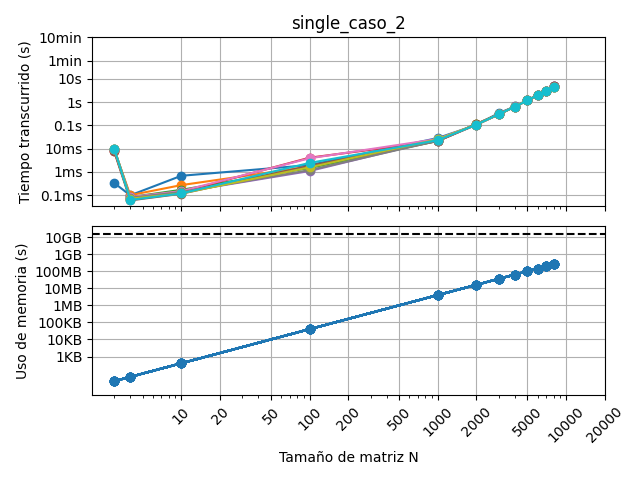 single_caso_2
Tiempo transcurrido (s)
10min
1min
10s
1s
0.1s
10ms
1ms
0.1ms
Uso de memoria (s)
10GB
1GB
100MB
10MB
1MB
100KB
10KB
1KB
10 20 50 100 200 500 1000 2000 5000 10000 20000
Tamaño de matriz N